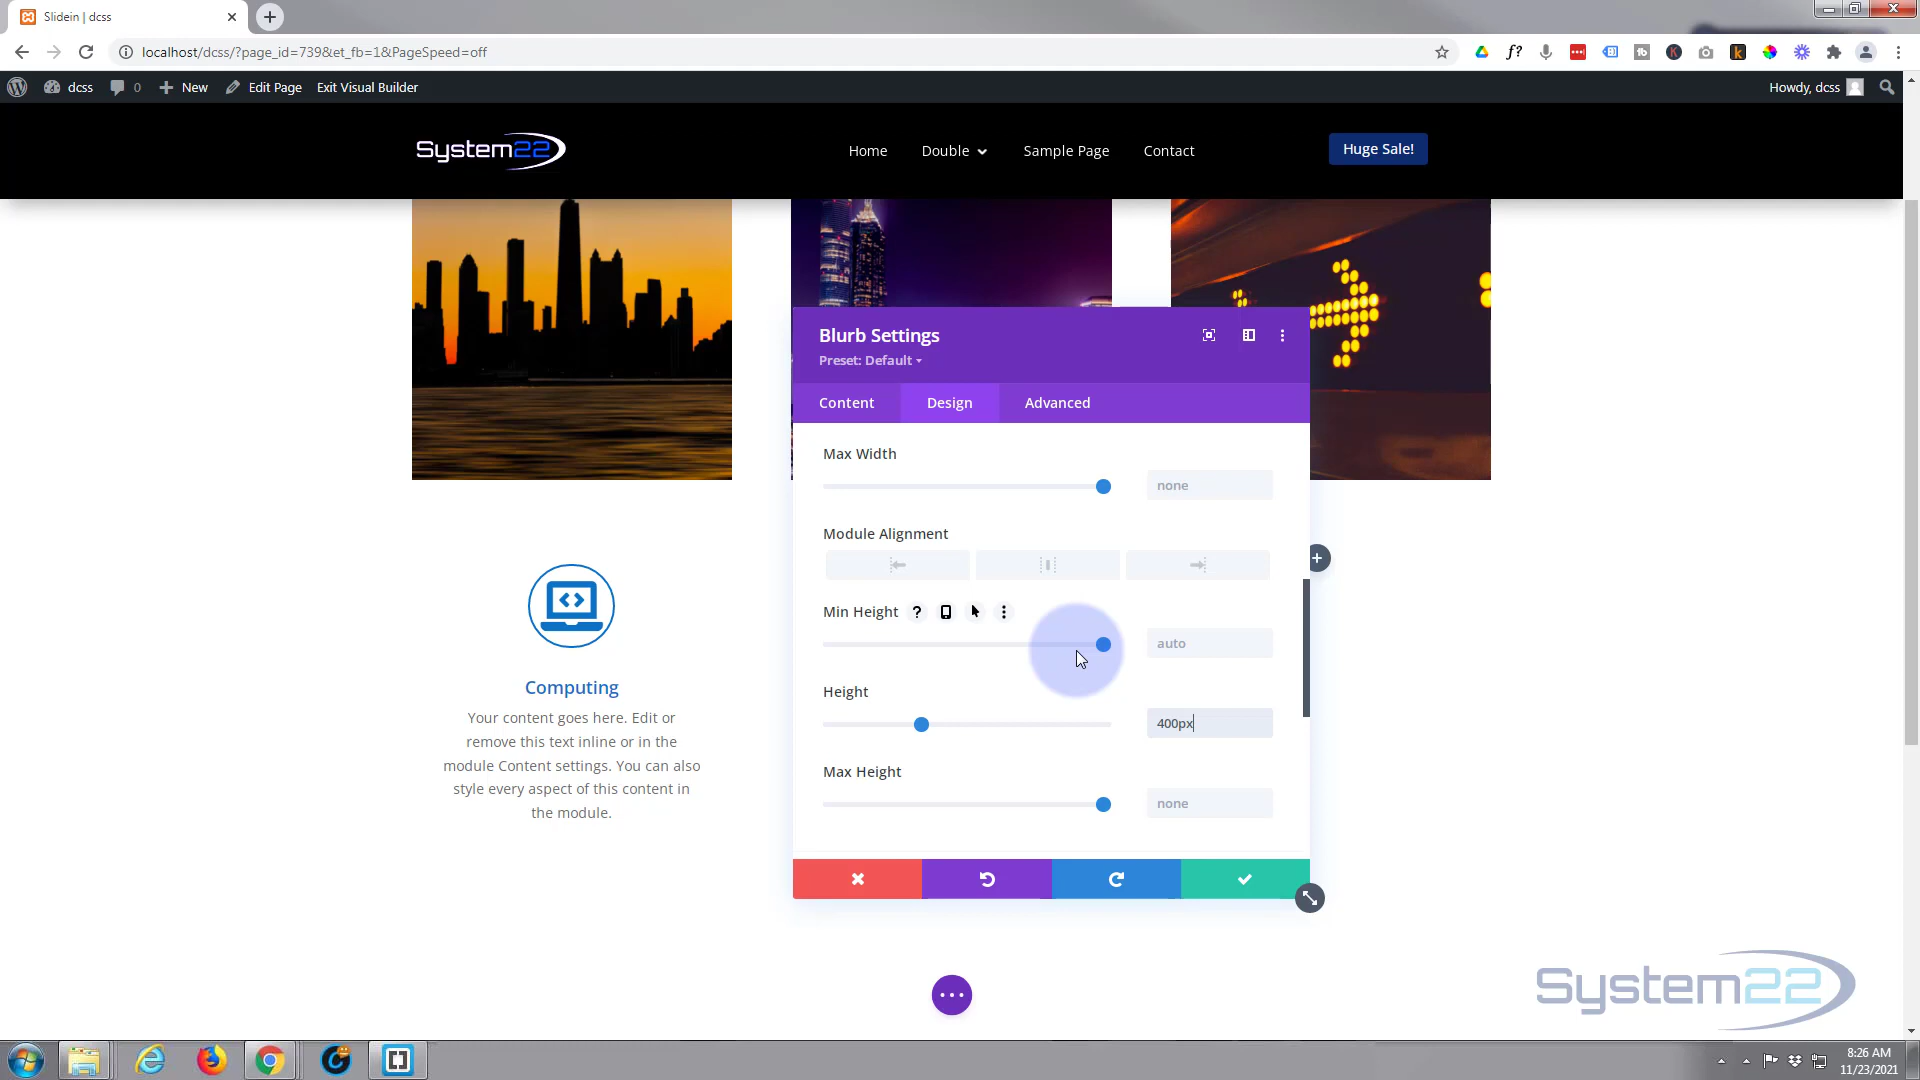 Slidein | dcss
localhost/dcss/?page_id=739&et_fb=1&PageSpeed=off
dcss
0
New
Edit Page
Exit Visual Builder
Howdy, dcss
System22
Home
Double
Sample Page
Contact
Huge Sale!
Blurb Settings
Preset: Default
Content
Design
Advanced
Max Width
none
Module Alignment
Min Height
auto
Height
400px
Max Height
none
Computing
Your content goes here. Edit or
remove this text inline or in the
module Content settings. You can also
style every aspect of this content in
the module.
System22
8:26 AM
11/23/2021